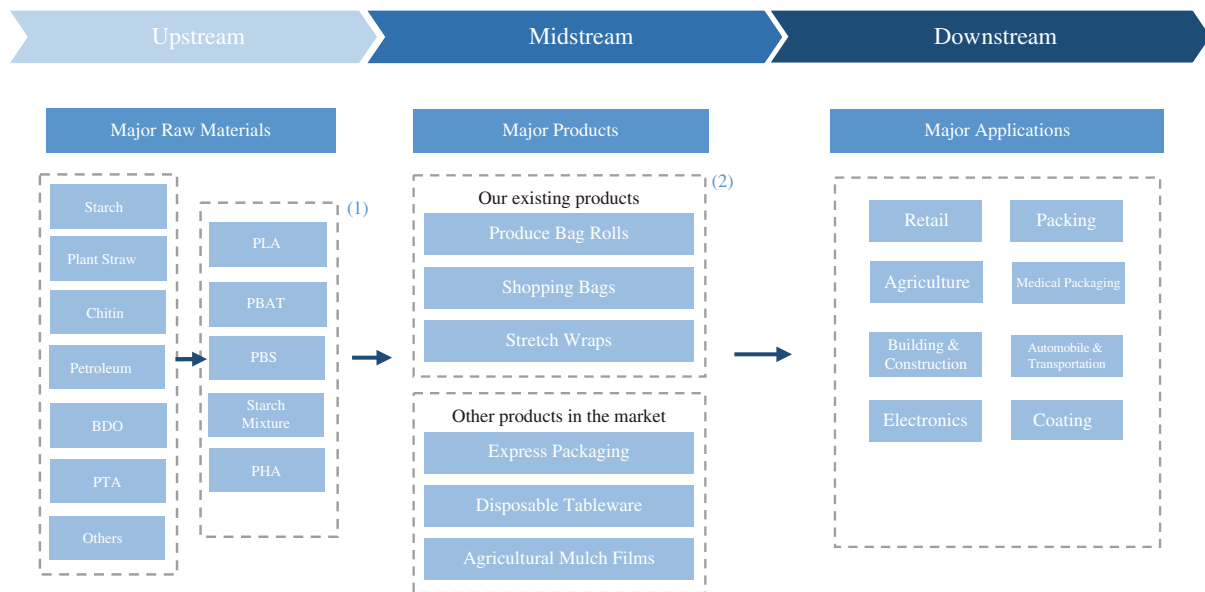 Upstream
Midstream
Downstream
Major Raw Materials
Major Products
Major Applications
Starch
Plant Straw
Chitin
Petroleum
BDO
PTA
Others
(1)
PLA
PBAT
PBS
Starch
Mixture
PHA
(2)
Our existing products
Produce Bag Rolls
Shopping Bags
Stretch Wraps
Other products in the market
Express Packaging
Disposable Tableware
Agricultural Mulch Films
Retail
Packing
Agriculture
Medical Packaging
Building &
Construction
Automobile &
Transportation
Electronics
Coating